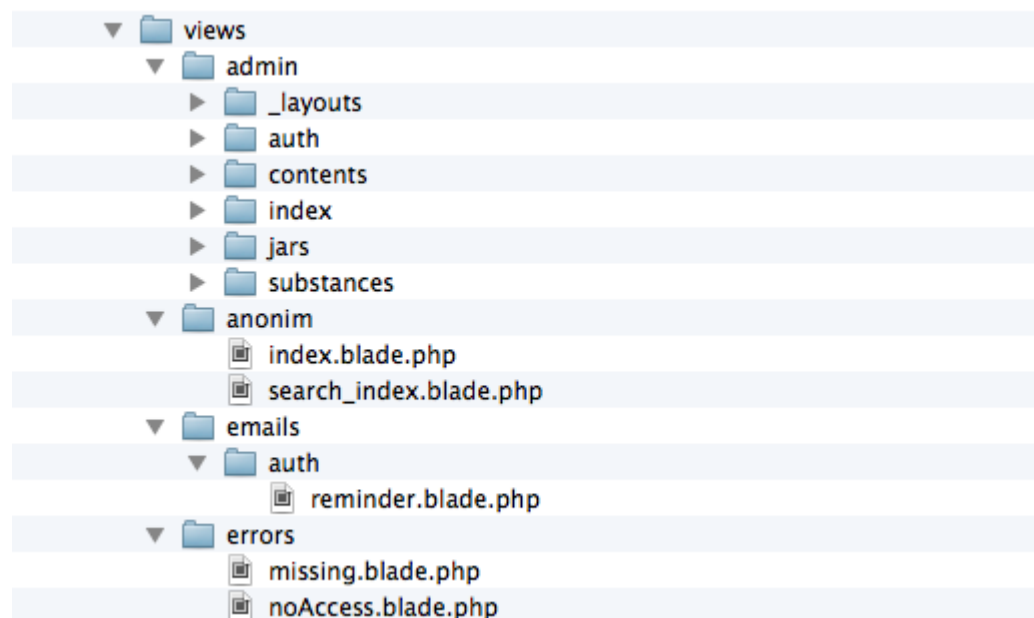 views
admin
_layouts
auth
contents
index
jars
substances
anonim
index.blade.php
search_index.blade.php
emails
auth
reminder.blade.php
errors
missing.blade.php
noAccess.blade.php